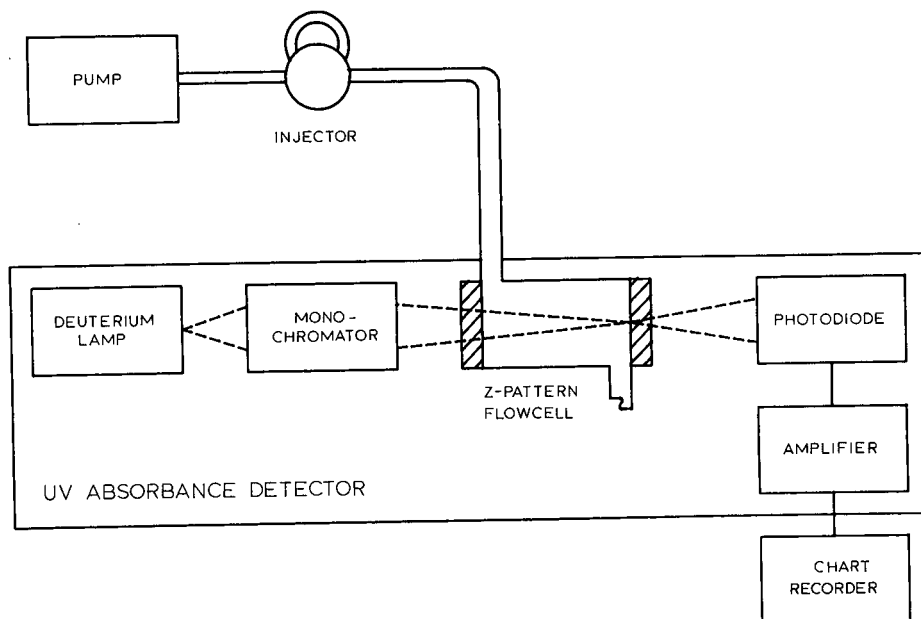 PUMP
INJECTOR
DEUTERIUM
LAMP
MONO-
CHROMATOR
PHOTODIODE
Z-PATTERN
FLOWCELL
AMPLIFIER
UV ABSORBANCE DETECTOR
CHART
RECORDER